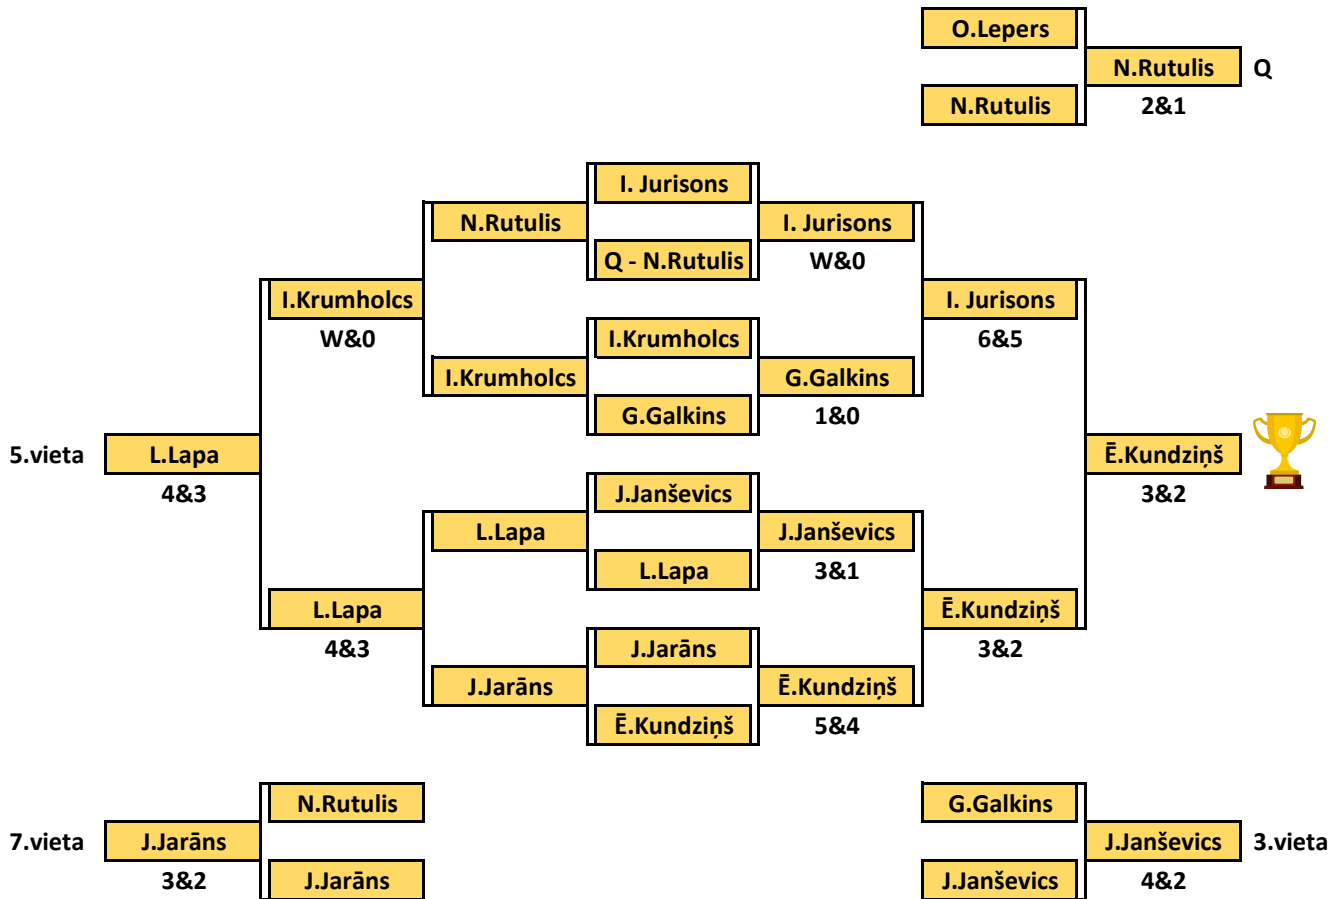 O.Lepers
N.Rutulis Q
N.Rutulis 2&1
I. Jurisons
N.Rutulis I. Jurisons
Q - N.Rutulis W&0
I.Krumholcs I. Jurisons
W&0 I.Krumholcs 6&5
I.Krumholcs G.Galkins
G.Galkins 1&0
5.vieta L.Lapa Ē.Kundziņš
4&3 J.Janševics 3&2
L.Lapa J.Janševics
L.Lapa 3&1
L.Lapa Ē.Kundziņš
4&3 J.Jarāns 3&2
J.Jarāns Ē.Kundziņš
Ē.Kundziņš 5&4
N.Rutulis G.Galkins
7.vieta J.Jarāns J.Janševics 3.vieta
3&2 J.Jarāns J.Janševics 4&2